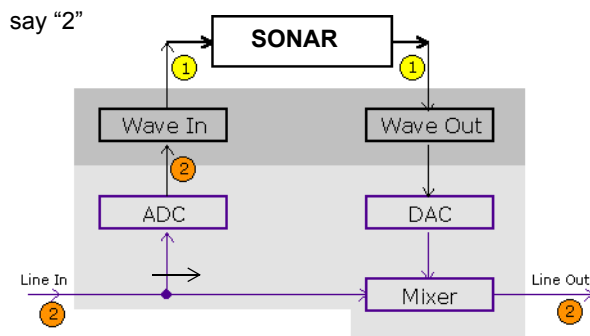 say “2”
SONAR
1
1
Wave In
Wave Out
2
ADC
DAC
Line In
Line Out
Mixer
2
2